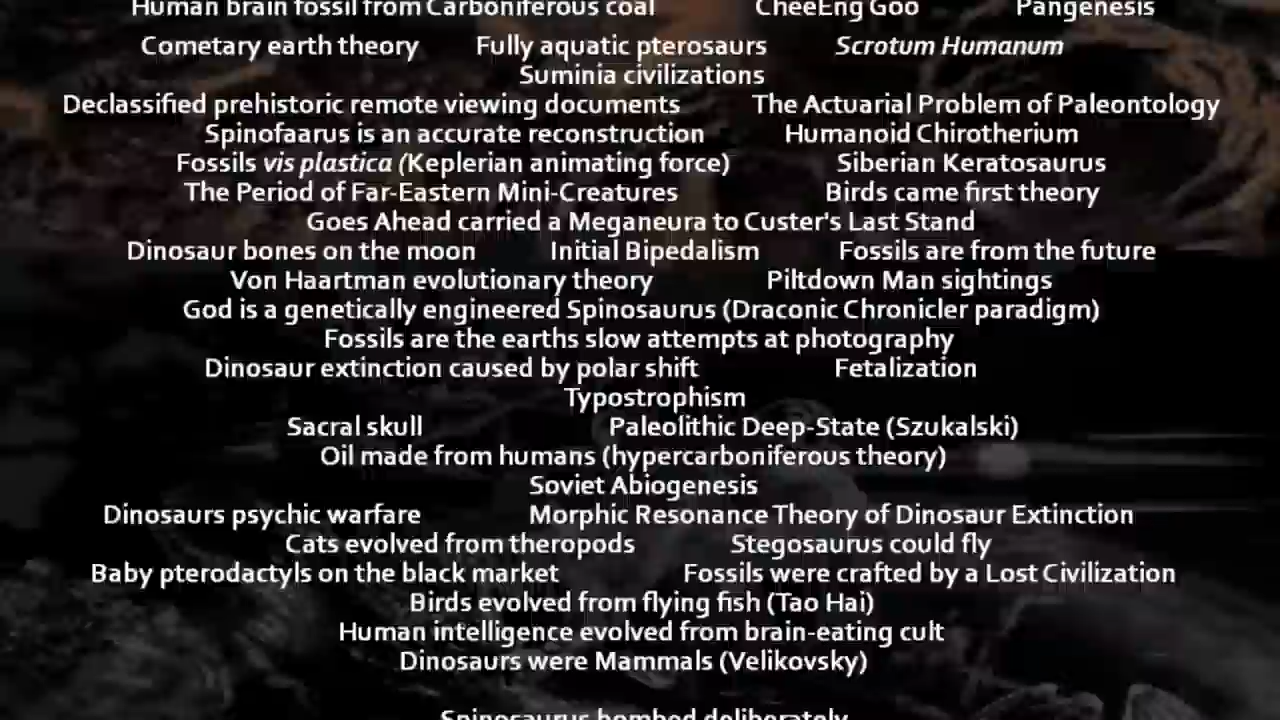 Human brain fossil from Carboniferous coal CheeEng Goo Pangenesis
Cometary earth theory Fully aquatic pterosaurs Scrotum Humanum
Suminia civilizations
Declassified prehistoric remote viewing documents The Actuarial Problem of Paleontology
Spinofaarus is an accurate reconstruction Humanoid Chirotherium
Fossils vis plastica (Keplerian animating force) Siberian Keratosaurus
The Period of Far-Eastern Mini-Creatures Birds came first theory
Goes Ahead carried a Meganeura to Custer's Last Stand
Dinosaur bones on the moon Initial Bipedalism Fossils are from the future
Von Haartman evolutionary theory Piltdown Man sightings
God is a genetically engineered Spinosaurus (Draconic Chronicler paradigm)
Fossils are the earths slow attempts at photography
Dinosaur extinction caused by polar shift Fetalization
Typostrophism
Sacral skull Paleolithic Deep-State (Szukalski)
Oil made from humans (hypercarboniferous theory)
Soviet Abiogenesis
Dinosaurs psychic warfare Morphic Resonance Theory of Dinosaur Extinction
Cats evolved from theropods Stegosaurus could fly
Baby pterodactyls on the black market Fossils were crafted by a Lost Civilization
Birds evolved from flying fish (Tao Hai)
Human intelligence evolved from brain-eating cult
Dinosaurs were Mammals (Velikovsky)
Spinosaurus bombed deliberately